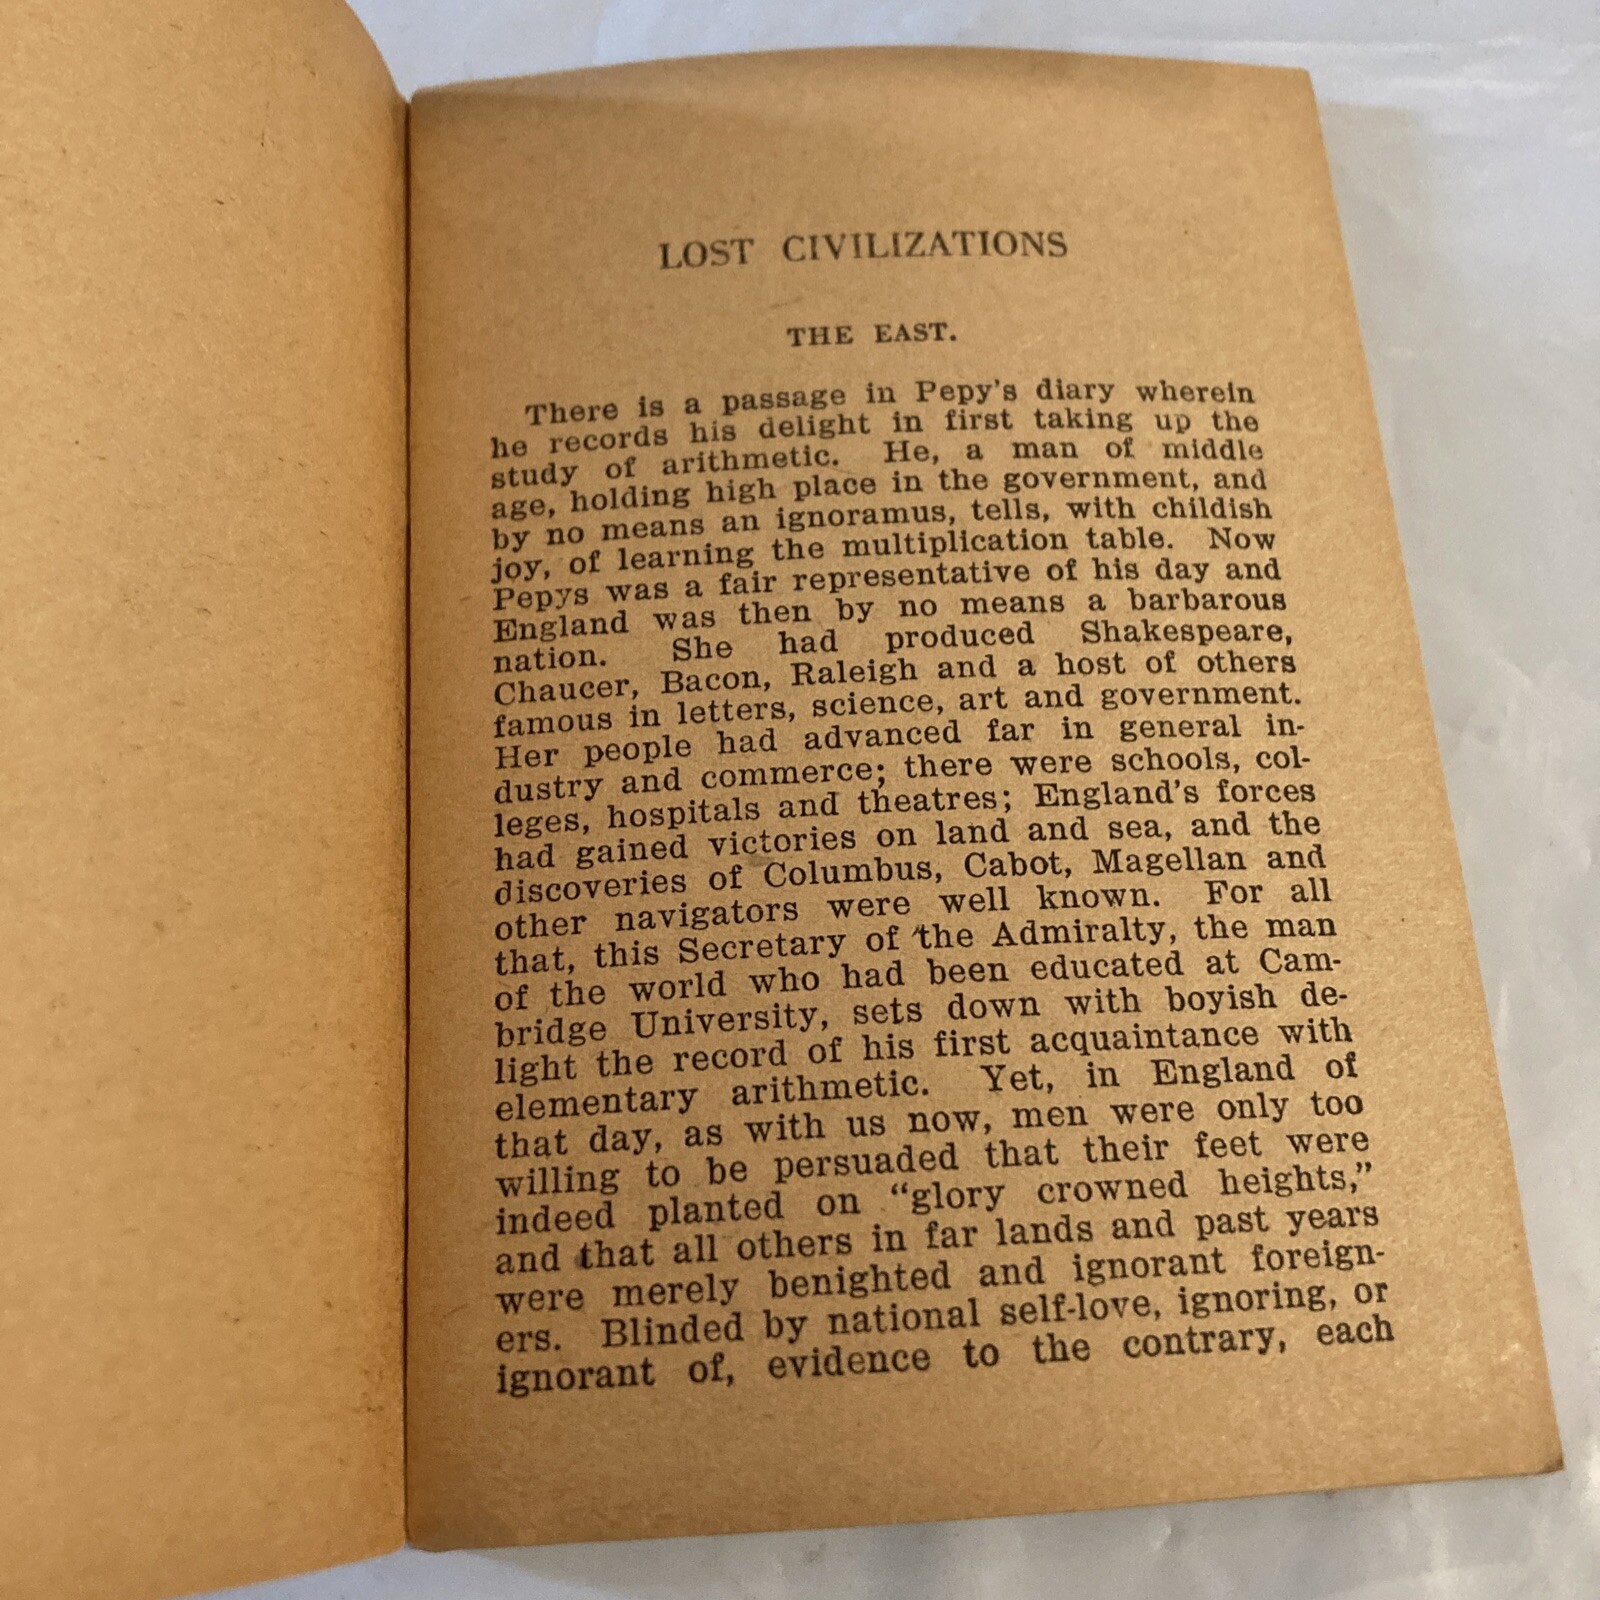 LOST CIVILIZATIONS
THE EAST.
There is a passage in Pepy's diary wherein
he records his delight in first taking up the
study of arithmetic. He, a man of middle
age, holding high place in the government, and
by no means an ignoramus, tells, with childish
joy, of learning the multiplication table. Now
Pepys was a fair representative of his day and
England was then by no means a barbarous
nation. She had produced Shakespeare,
Chaucer, Bacon, Raleigh and a host of others
famous in letters, science, art and government.
Her people had advanced far in general in-
dustry and commerce; there were schools, col-
leges, hospitals and theatres; England's forces
had gained victories on land and sea, and the
discoveries of Columbus, Cabot, Magellan and
other navigators were well known. For all
that, this Secretary of the Admiralty, the man
of the world who had been educated at Cam-
bridge University, sets down with boyish de-
light the record of his first acquaintance with
elementary arithmetic. Yet, in England of
that day, as with us now, men were only too
willing to be persuaded that their feet were
indeed planted on "glory crowned heights,"
and that all others in far lands and past years
were merely benighted and ignorant foreign-
ers. Blinded by national self-love, ignoring, or
ignorant of, evidence to the contrary, each